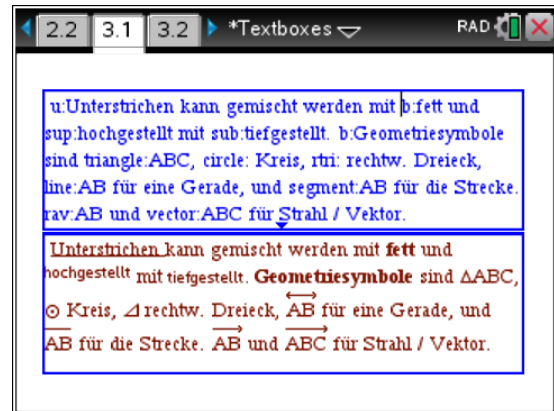 2.2 3.1 3.2 *Textboxes RAD
u:Unterstrichen kann gemischt werden mit b:fett und
sup:hochgestellt mit sub:tiefgestellt. b:Geometriesymbole
sind triangle:ABC, circle: Kreis, rtri: rechtw. Dreieck,
line:AB für eine Gerade, und segment:AB für die Strecke.
rav:AB und vector:ABC für Strahl / Vektor.
Unterstrichen kann gemischt werden mit fett und
hochgestellt mit tiefgestellt. Geometriesymbole sind ΔABC,
⊙ Kreis, ⊿ rechtw. Dreieck, AB für eine Gerade, und
AB für die Strecke. AB und ABC für Strahl / Vektor.